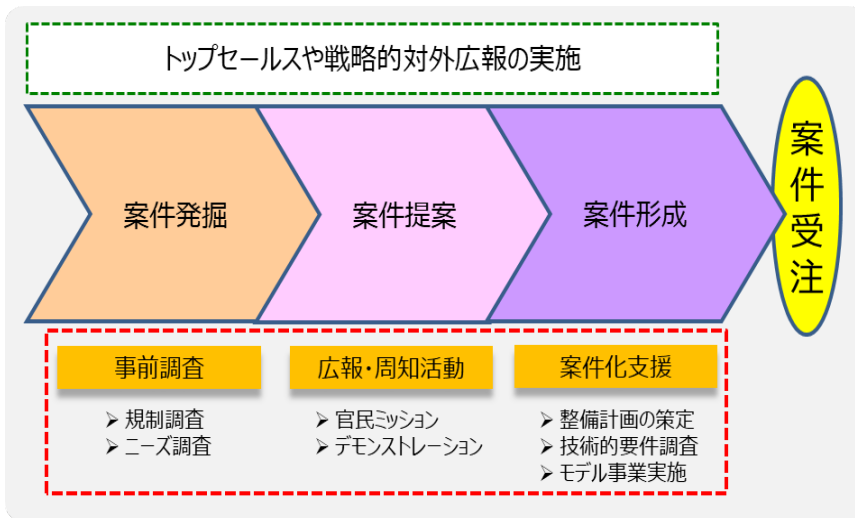 トップセールスや戦略的対外広報の実施
案件発掘
案件提案
案件形成
案件受注
事前調査
➢ 規制調査
➢ ニーズ調査
広報・周知活動
➢ 官民ミッション
➢ デモンストレーション
案件化支援
➢ 整備計画の策定
➢ 技術的要件調査
➢ モデル事業実施